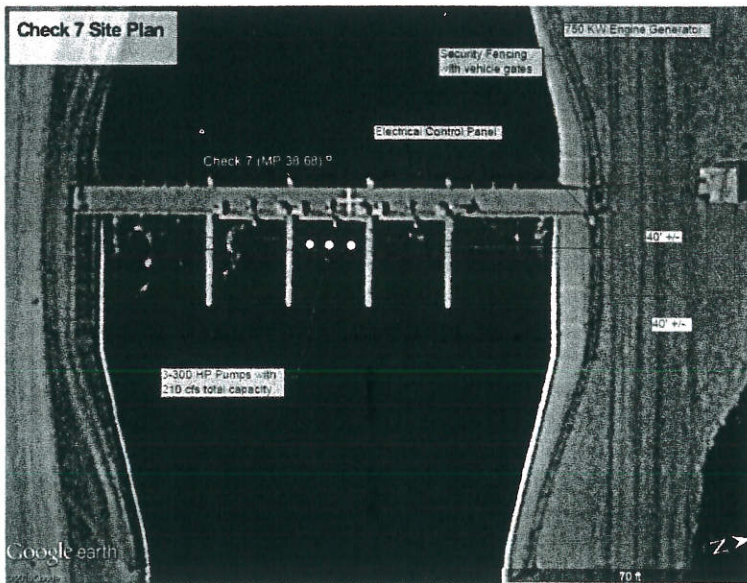 Check 7 Site Plan
750 KW Engine Generator
Security Fencing
with vehicle gates
Electrical Control Panel
Check 7 (MP 38.68)
40' +/-
40' +/-
3-300 HP Pumps with
210 cfs total capacity
Google earth
70 ft
N